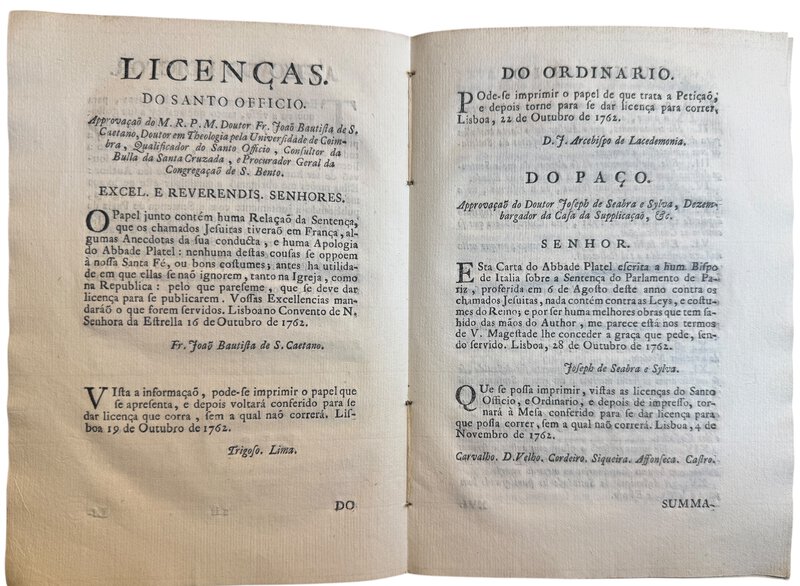 LICENÇAS.
DO SANTO OFFICIO.
Approvaçaõ do M. R. P. M. Doutor Fr. Joaõ Bautista de S.
Caetano, Doutor em Theologia pela Universidade de Coim-
bra, Qualificador do Santo Officio, Consultor da
Bulla da Santa Cruzada, e Procurador Geral da
Congregaçaõ de S. Bento.
EXCEL. E REVERENDIS. SENHORES.
O Papel junto contém huma Relaçaõ da Sentença,
que os chamados Jesuitas tiveraõ em França, al-
gumas Anecdotas da sua conducta, e huma Apologia
do Abbade Platel: nenhuma destas cousas se oppoem
à nossa Santa Fé, ou bons costumes; antes ha utilida-
de em que ellas se naõ ignorem, tanto na Igreja, como
na Republica: pelo que pareseme, que se deve dar
licença para se publicarem. Vossas Excellencias man-
daráõ o que forem servidos. Lisboa no Convento de N.
Senhora da Estrella 16 de Outubro de 1762.
Fr. Joaõ Bautista de S. Caetano.
VIsta a informaçaõ, pode-se imprimir o papel que
se apresenta, e depois voltará conferido para se
dar licença que corra, sem a qual naõ correrá. Lis-
boa 19 de Outubro de 1762.
Trigoso. Lima.
DO
DO ORDINARIO.
POde-se imprimir o papel de que trata a Petiçaõ,
e depois torne para se dar licença para correr.
Lisboa, 22 de Outubro de 1762.
D. J. Arcebispo de Lacedemonia.
DO PAÇO.
Approvaçaõ do Doutor Joseph de Seabra e Sylva, Dezem-
bargador da Casa da Supplicaçaõ, &c.
SENHOR.
ESta Carta do Abbade Platel escrita a hum Bispo
de Italia sobre a Sentença do Parlamento de Pa-
riz, proferida em 6 de Agosto deste anno contra os
chamados Jesuitas, nada contém contra as Leys, e costu-
mes do Reino; e por ser huma melhores obras que tem sa-
hido das mãos do Author, me parece está nos termos
de V. Magestade lhe conceder a graça que pede, sen-
do servido. Lisboa, 28 de Outubro de 1762.
Joseph de Seabra e Sylva.
QUe se possa imprimir, vistas as licenças do Santo
Officio, e Ordinario, e depois de impresso, tor-
nará à Mesa conferido para se dar licença para
que possa correr, sem a qual naõ correrá. Lisboa, 4 de
Novembro de 1762.
Carvalho. D. Velho. Cordeiro. Siqueira. Affonseca. Castro.
SUMMA-